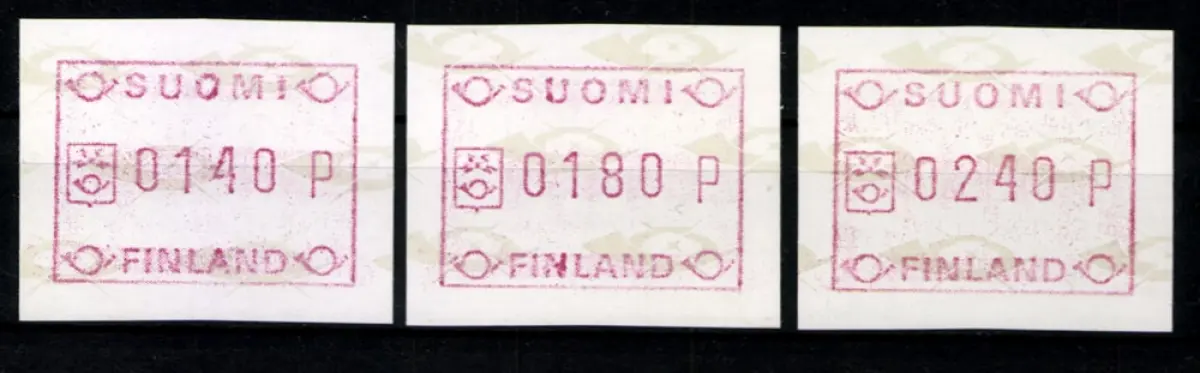 SUOMI
0140 P
FINLAND
SUOMI
0180 P
FINLAND
SUOMI
0240 P
FINLAND